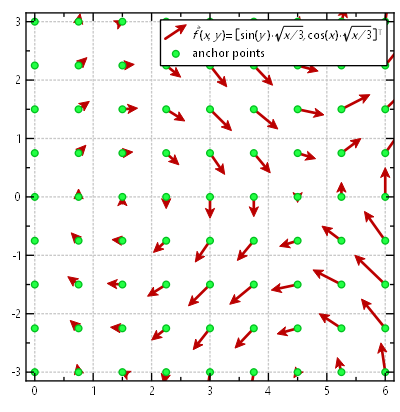 f(x,y)=[sin(y)·√x/3, cos(x)·√x/3]ᵀ
anchor points
3
2
1
0
-1
-2
-3
0 1 2 3 4 5 6